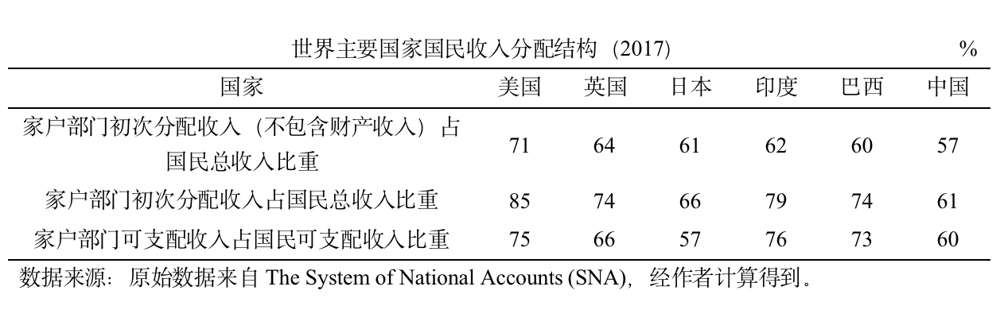 世界主要国家国民收入分配结构（2017） %
国家 美国 英国 日本 印度 巴西 中国
家户部门初次分配收入（不包含财产收入）占
国民总收入比重 71 64 61 62 60 57
家户部门初次分配收入占国民总收入比重 85 74 66 79 74 61
家户部门可支配收入占国民可支配收入比重 75 66 57 76 73 60
数据来源：原始数据来自 The System of National Accounts (SNA)，经作者计算得到。